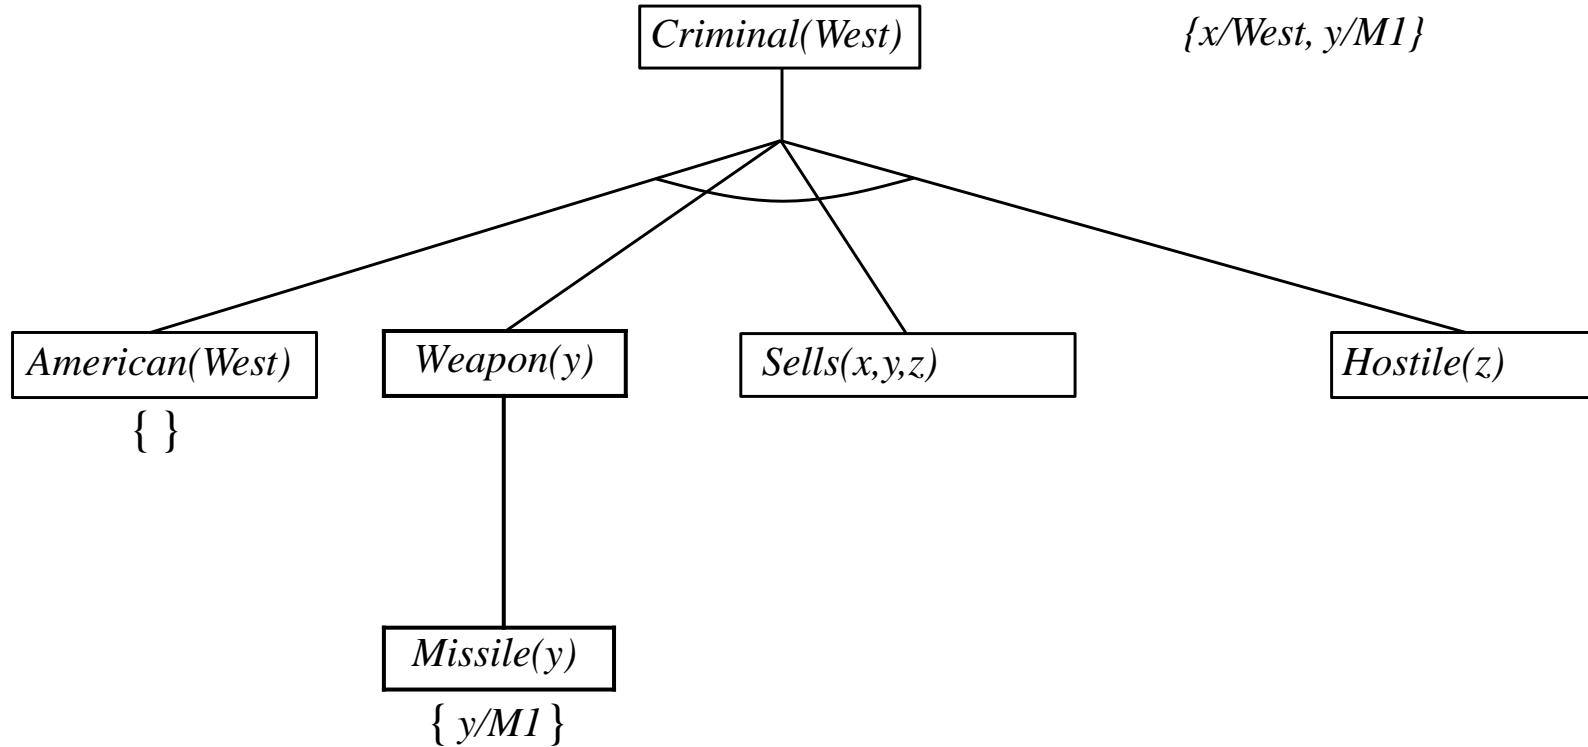 Criminal(West)
{x/West, y/M1}
American(West)
Weapon(y)
Sells(x,y,z)
Hostile(z)
{ }
Missile(y)
{ y/M1 }